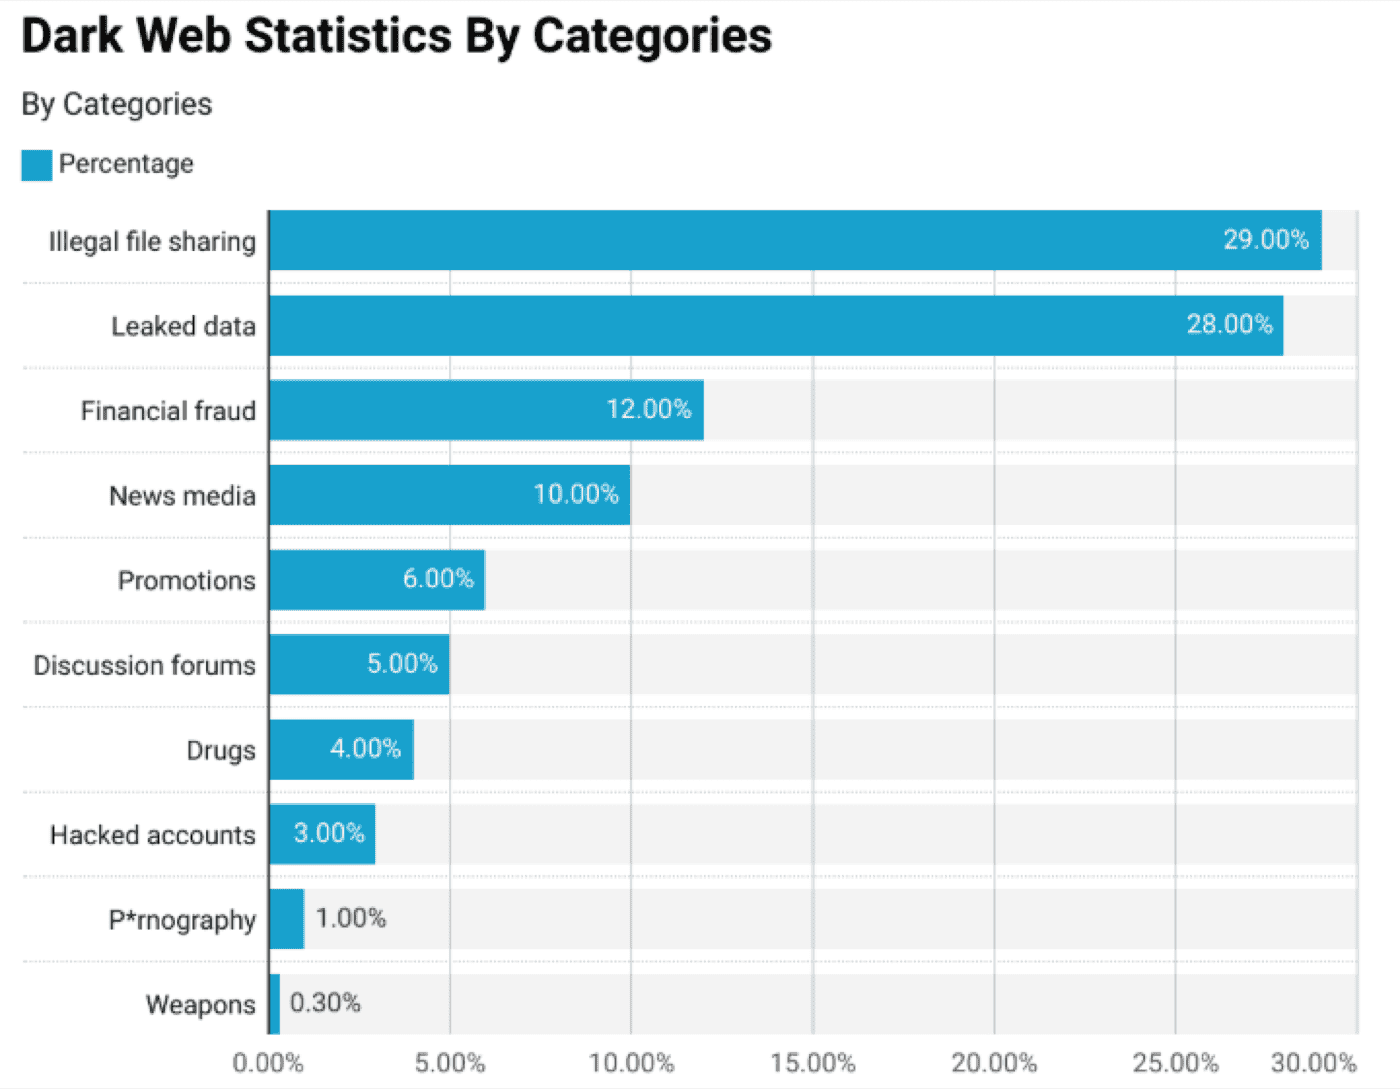 Dark Web Statistics By Categories
By Categories
Percentage
Illegal file sharing 29.00%
Leaked data 28.00%
Financial fraud 12.00%
News media 10.00%
Promotions 6.00%
Discussion forums 5.00%
Drugs 4.00%
Hacked accounts 3.00%
P*rnography 1.00%
Weapons 0.30%
0.00% 5.00% 10.00% 15.00% 20.00% 25.00% 30.00%